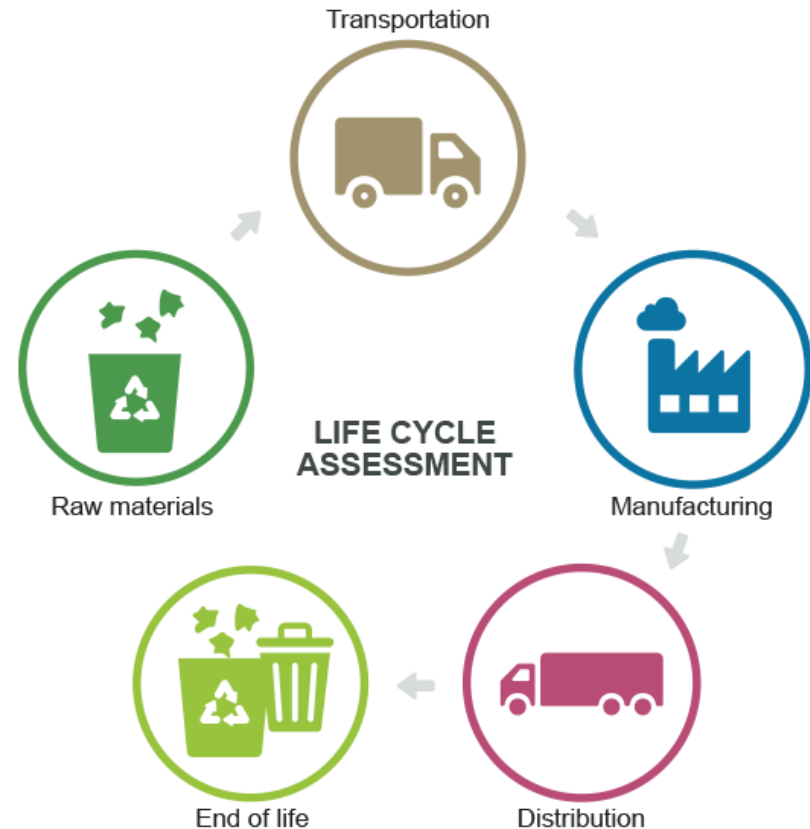 Transportation
Raw materials
LIFE CYCLE
ASSESSMENT
Manufacturing
End of life
Distribution